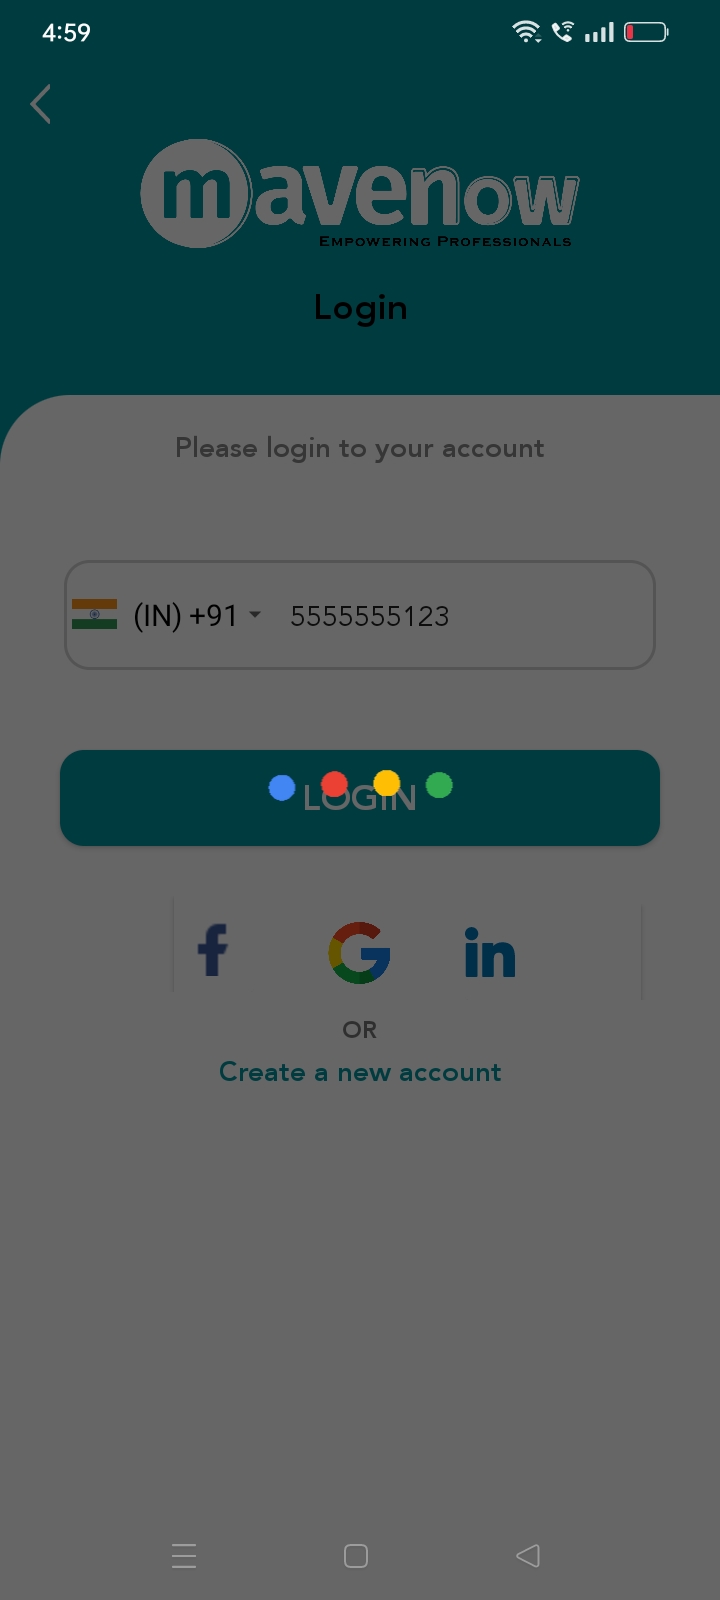 4:59
mavenow
EMPOWERING PROFESSIONALS
Login
Please login to your account
(IN) +91 5555555123
LOGIN
f G in
OR
Create a new account